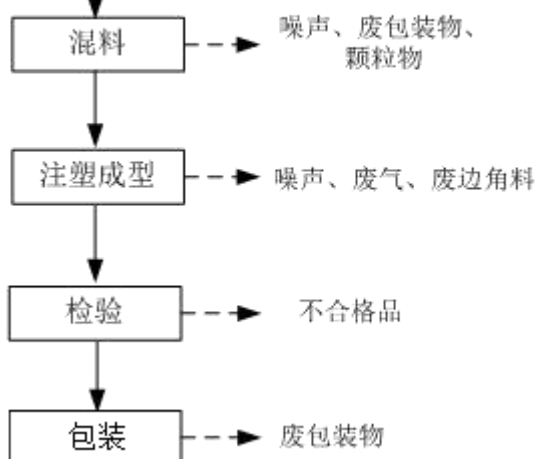 混料
噪声、废包装物、
颗粒物
注塑成型
噪声、废气、废边角料
检验
不合格品
包装
废包装物